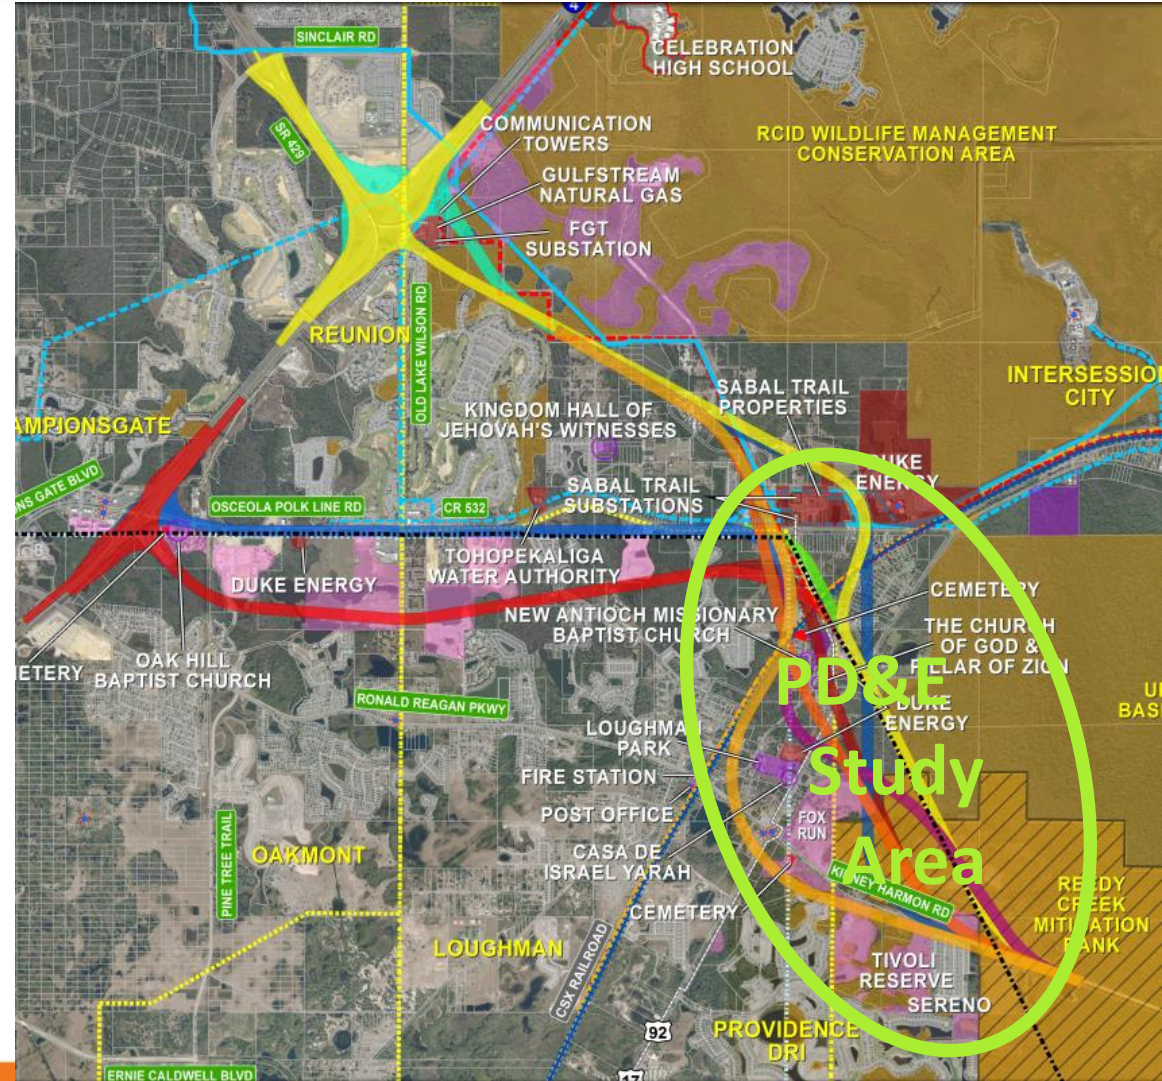 4
SINCLAIR RD
CELEBRATION
HIGH SCHOOL
SR 429
COMMUNICATION
TOWERS
RCID WILDLIFE MANAGEMENT
CONSERVATION AREA
GULFSTREAM
NATURAL GAS
FGT
SUBSTATION
REUNION
OLD LAKE WILSON RD
INTERSESSIO
CITY
SABAL TRAIL
PROPERTIES
KINGDOM HALL OF
JEHOVAH'S WITNESSES
AMPIONSGATE
DUKE
ENERGY
SABAL TRAIL
SUBSTATIONS
NS GATE BLVD
OSCEOLA POLK LINE RD
CR 532
TOHOPEKALIGA
WATER AUTHORITY
DUKE ENERGY
CEMETERY
NEW ANTIOCH MISSIONARY
BAPTIST CHURCH
THE CHURCH
OF GOD &
PILLAR OF ZION
METERY
OAK HILL
BAPTIST CHURCH
PD&E
Study
Area
RONALD REAGAN PKWY
DUKE
ENERGY
U
BAS
LOUGHMAN
PARK
FIRE STATION
POST OFFICE
FOX
RUN
PINE TREE TRAIL
OAKMONT
CASA DE
ISRAEL YARAH
KINNEY HARMON RD
CEMETERY
REEDY
CREEK
MITIGATION
BANK
LOUGHMAN
CSX RAILROAD
TIVOLI
RESERVE
SERENO
92
PROVIDENCE
DRI
17
ERNIE CALDWELL BLVD